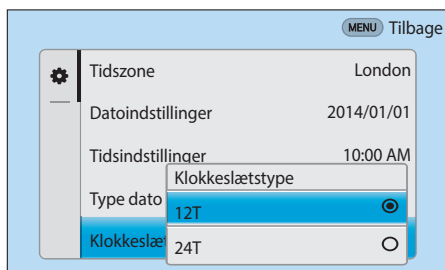 MENU Tilbage
Tidszone London
Datoindstillinger 2014/01/01
Tidsindstillinger 10:00 AM
Klokkeslætstype
Type dato
12T
Klokkeslæt
24T